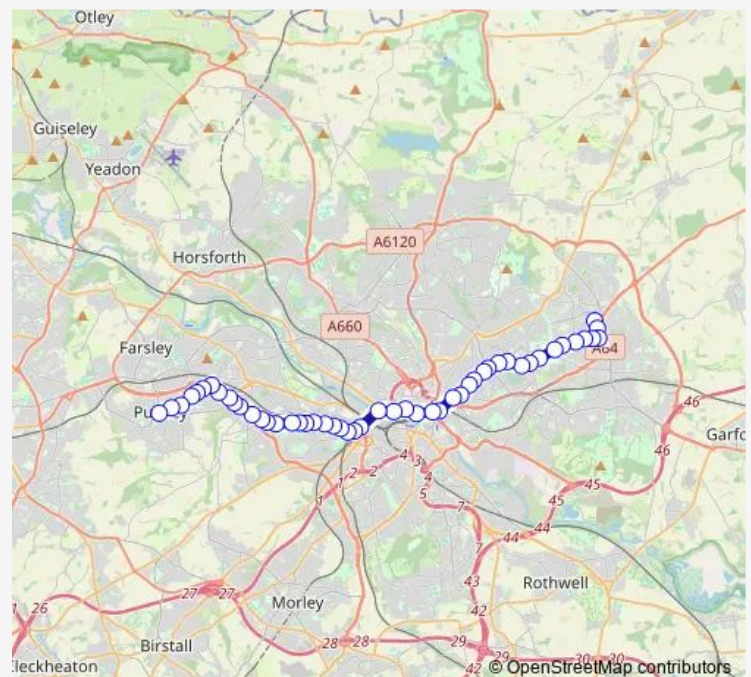 Otley
Guiseley
Yeadon
A6120
Horsforth
A660
Farsley
A64
46
Garfo
46
4
3
2
2
4
1
5
45
45
1
7
44
44
7
43
Rothwell
27
27
42
26
Morley
Birstall
28
28
29
29
30
30
Cleckheaton
42
© OpenStreetMap contributors